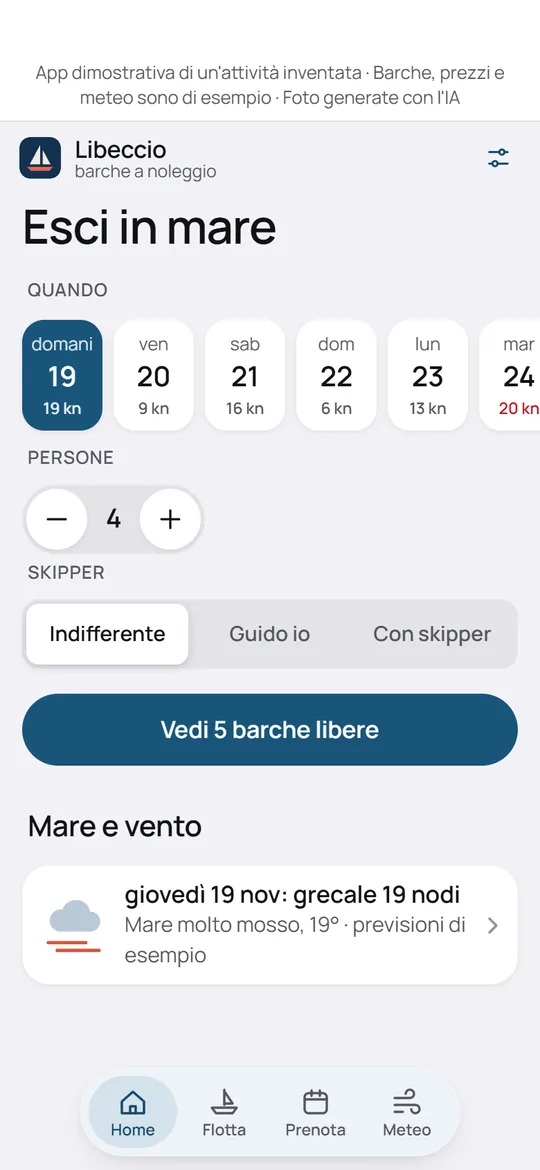 App dimostrativa di un'attività inventata · Barche, prezzi e
meteo sono di esempio · Foto generate con l'IA
Libeccio
barche a noleggio
Esci in mare
QUANDO
domani
19
19 kn
ven
20
9 kn
sab
21
16 kn
dom
22
6 kn
lun
23
13 kn
mar
24
20 kn
PERSONE
4
SKIPPER
Indifferente
Guido io
Con skipper
Vedi 5 barche libere
Mare e vento
giovedì 19 nov: grecale 19 nodi
Mare molto mosso, 19° · previsioni di
esempio
Home
Flotta
Prenota
Meteo